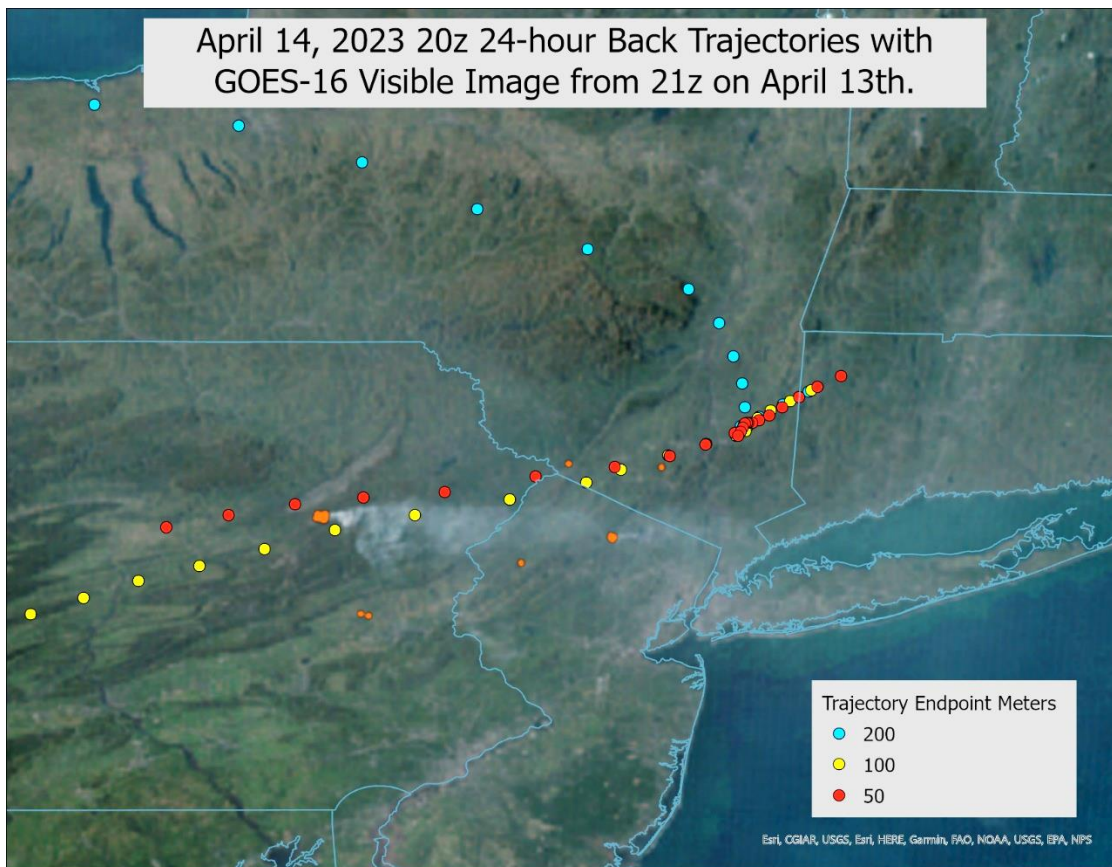 April 14, 2023 20z 24-hour Back Trajectories with
GOES-16 Visible Image from 21z on April 13th.
Trajectory Endpoint Meters
200
100
50
Esri, CGIAR, USGS, Esri, HERE, Garmin, FAO, NOAA, USGS, EPA, NPS